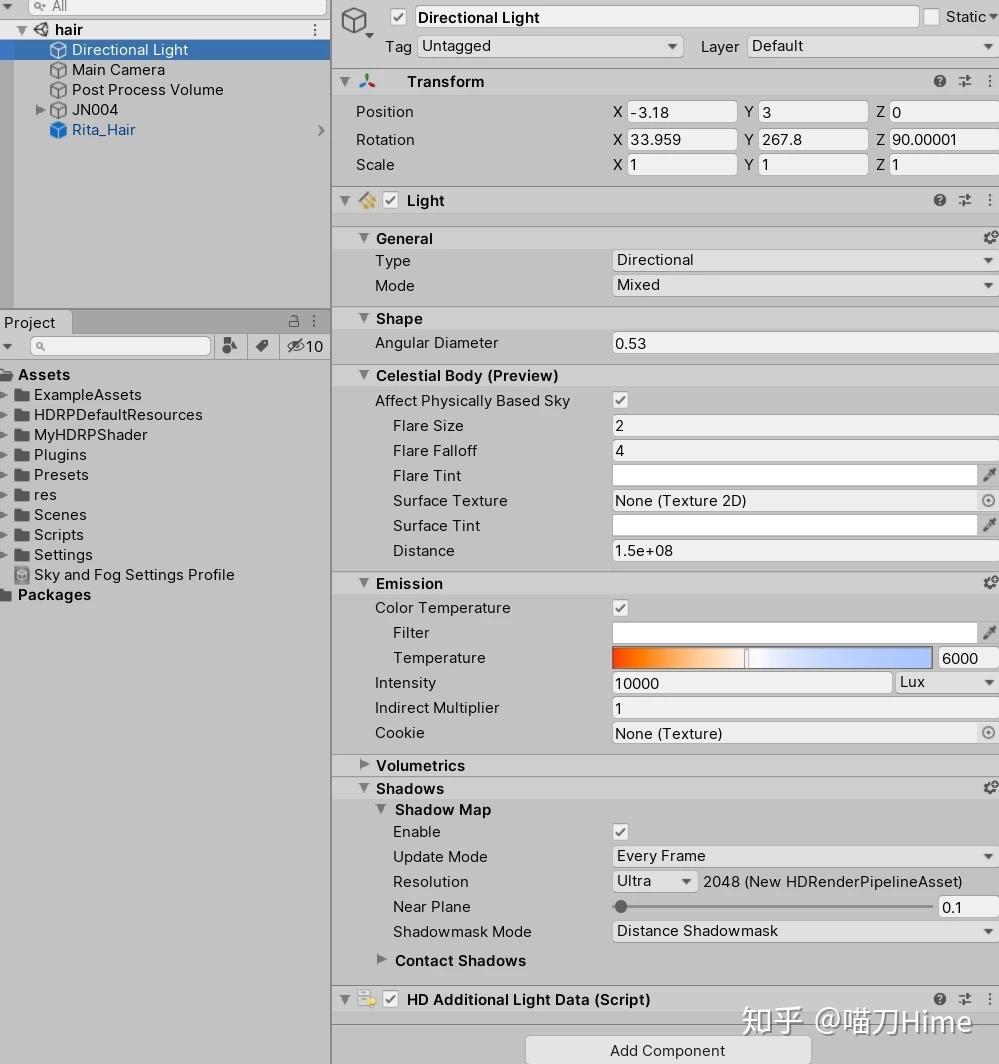 All
hair
Directional Light
Main Camera
Post Process Volume
JN004
Rita_Hair
Project
10
Assets
ExampleAssets
HDRPDefaultResources
MyHDRPShader
Plugins
Presets
res
Scenes
Scripts
Settings
Sky and Fog Settings Profile
Packages
Directional Light Static
Tag Untagged Layer Default
Transform
Position X -3.18 Y 3 Z 0
Rotation X 33.959 Y 267.8 Z 90.00001
Scale X 1 Y 1 Z 1
Light
General
Type Directional
Mode Mixed
Shape
Angular Diameter 0.53
Celestial Body (Preview)
Affect Physically Based Sky
Flare Size 2
Flare Falloff 4
Flare Tint
Surface Texture None (Texture 2D)
Surface Tint
Distance 1.5e+08
Emission
Color Temperature
Filter
Temperature 6000
Intensity 10000 Lux
Indirect Multiplier 1
Cookie None (Texture)
Volumetrics
Shadows
Shadow Map
Enable
Update Mode Every Frame
Resolution Ultra 2048 (New HDRenderPipelineAsset)
Near Plane 0.1
Shadowmask Mode Distance Shadowmask
Contact Shadows
HD Additional Light Data (Script)
知乎 @喵刀Hime
Add Component